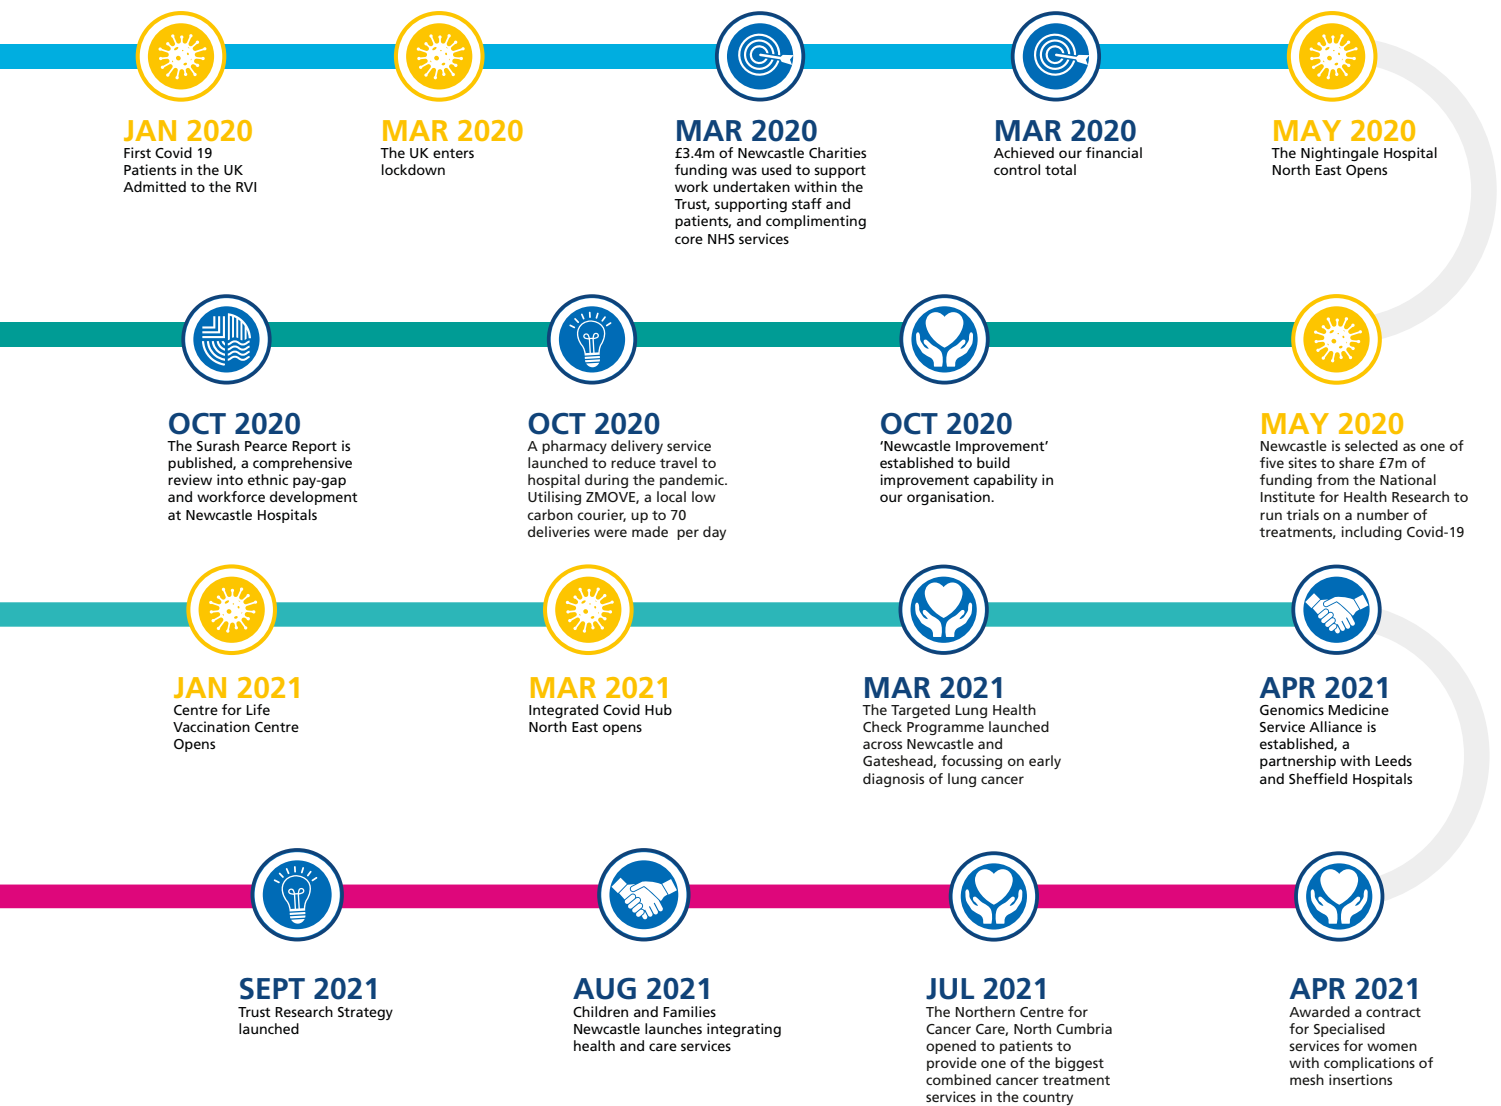 JAN 2020
First Covid 19
Patients in the UK
Admitted to the RVI
MAR 2020
The UK enters
lockdown
MAR 2020
£3.4m of Newcastle Charities
funding was used to support
work undertaken within the
Trust, supporting staff and
patients, and complimenting
core NHS services
MAR 2020
Achieved our financial
control total
MAY 2020
The Nightingale Hospital
North East Opens
OCT 2020
The Surash Pearce Report is
published, a comprehensive
review into ethnic pay-gap
and workforce development
at Newcastle Hospitals
OCT 2020
A pharmacy delivery service
launched to reduce travel to
hospital during the pandemic.
Utilising ZMOVE, a local low
carbon courier, up to 70
deliveries were made  per day
OCT 2020
‘Newcastle Improvement’
established to build
improvement capability in
our organisation.
MAY 2020
Newcastle is selected as one of
five sites to share £7m of
funding from the National
Institute for Health Research to
run trials on a number of
treatments, including Covid-19
JAN 2021
Centre for Life
Vaccination Centre
Opens
MAR 2021
Integrated Covid Hub
North East opens
MAR 2021
The Targeted Lung Health
Check Programme launched
across Newcastle and
Gateshead, focussing on early
diagnosis of lung cancer
APR 2021
Genomics Medicine
Service Alliance is
established, a
partnership with Leeds
and Sheffield Hospitals
SEPT 2021
Trust Research Strategy
launched
AUG 2021
Children and Families
Newcastle launches integrating
health and care services
JUL 2021
The Northern Centre for
Cancer Care, North Cumbria
opened to patients to
provide one of the biggest
combined cancer treatment
services in the country
APR 2021
Awarded a contract
for Specialised
services for women
with complications of
mesh insertions